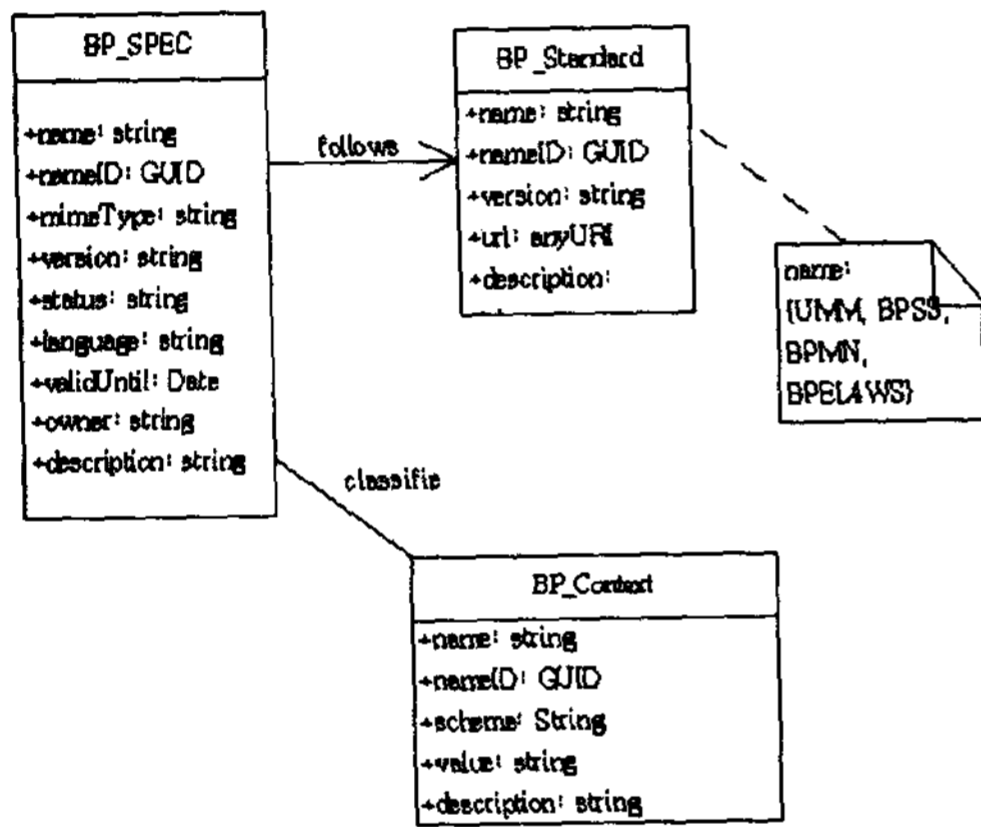 BP_SPEC
+name: string
+nameID: GUID
+mimeType: string
+version: string
+status: string
+language: string
+validUntil: Date
+owner: string
+description: string
follows
BP_Standard
+name: string
+nameID: GUID
+version: string
+url: anyURI
+description:
name:
{UMM, BPSS,
BPMN,
BPEL4WS}
classifie
BP_Context
+name: string
+nameID: GUID
+scheme: String
+value: string
+description: string